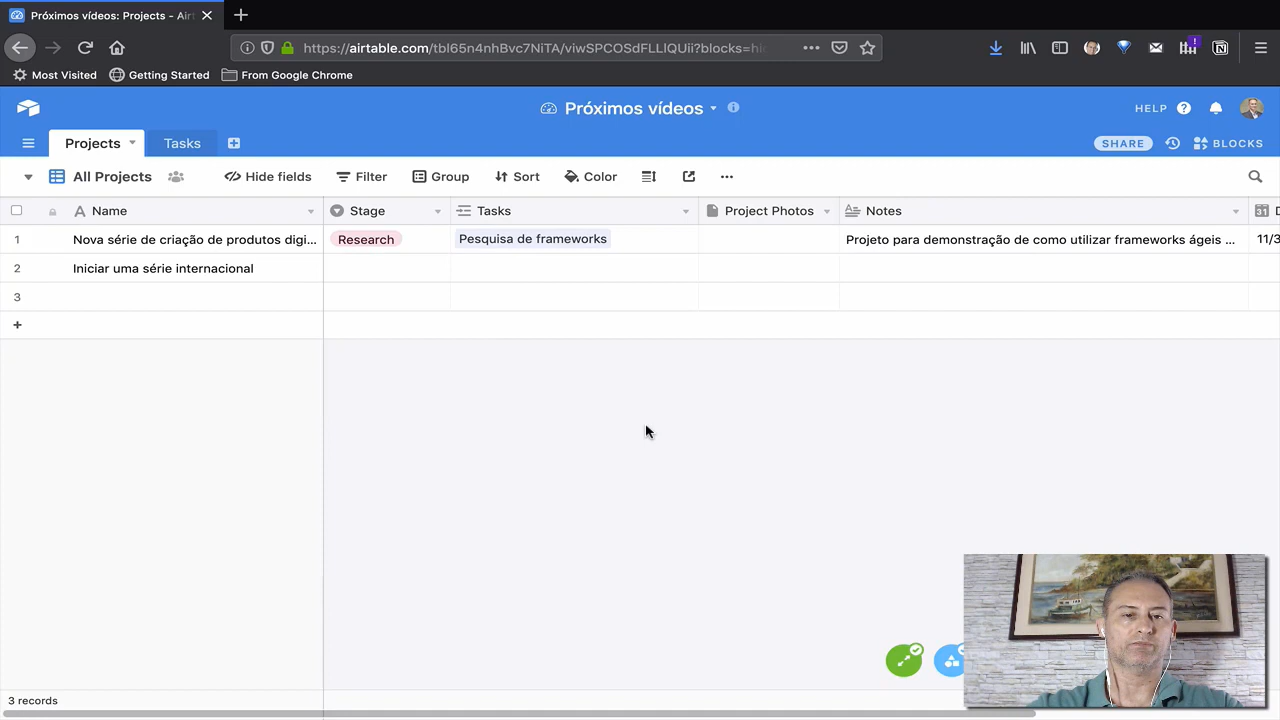 Próximos vídeos: Projects - Airt
https://airtable.com/tbl65n4nhBvc7NiTA/viwSPCOSdFLLIQUii?blocks=hi
Most Visited
Getting Started
From Google Chrome
Próximos vídeos
HELP
Projects
Tasks
SHARE
BLOCKS
All Projects
Hide fields
Filter
Group
Sort
Color
Name
Stage
Tasks
Project Photos
Notes
31
D
1
Nova série de criação de produtos digi...
Research
Pesquisa de frameworks
Projeto para demonstração de como utilizar frameworks ágeis ...
11/3
2
Iniciar uma série internacional
3
3 records